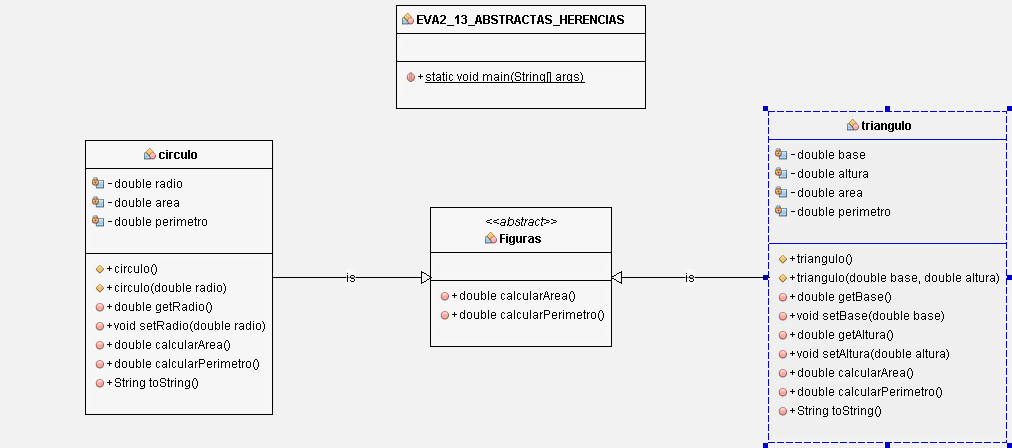 EVA2_13_ABSTRACTAS_HERENCIAS
+static void main(String[] args)
circulo
-double radio
-double area
-double perimetro
+circulo()
+circulo(double radio)
+double getRadio()
+void setRadio(double radio)
+double calcularArea()
+double calcularPerimetro()
+String toString()
is
<<abstract>>
Figuras
+double calcularArea()
+double calcularPerimetro()
is
triangulo
-double base
-double altura
-double area
-double perimetro
+triangulo()
+triangulo(double base, double altura)
+double getBase()
+void setBase(double base)
+double getAltura()
+void setAltura(double altura)
+double calcularArea()
+double calcularPerimetro()
+String toString()